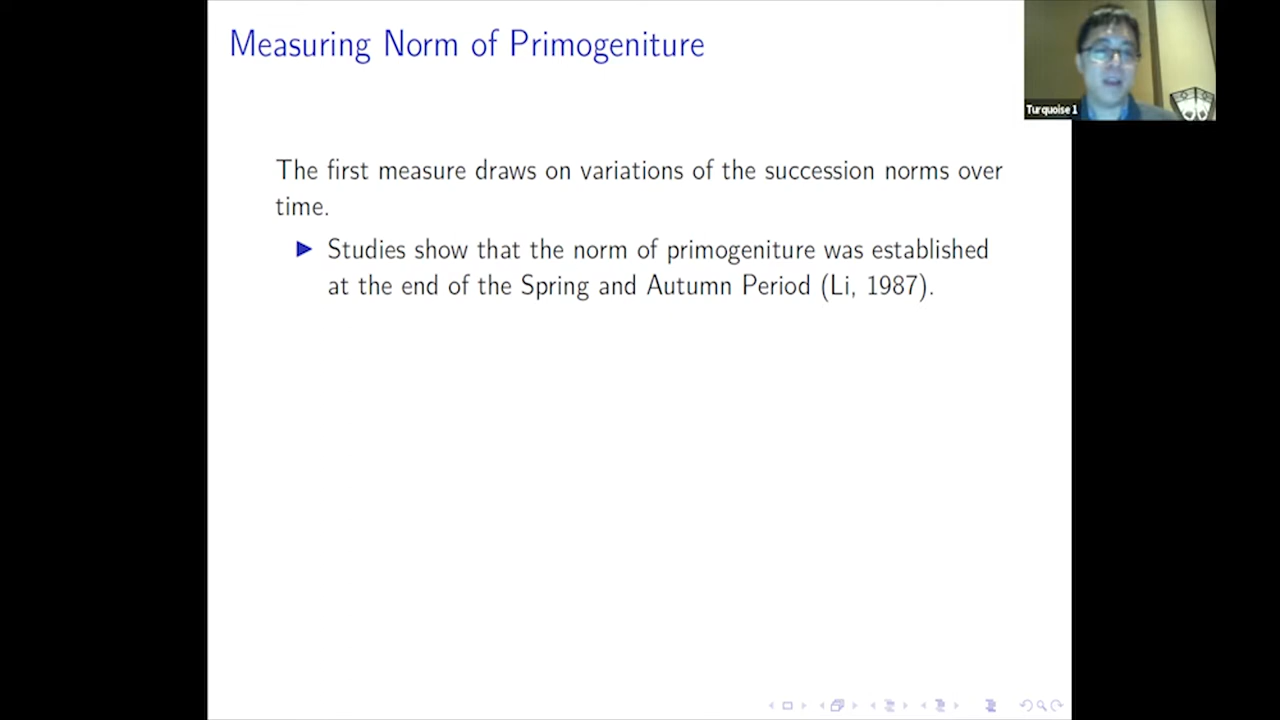 Measuring Norm of Primogeniture
Turquoise 1
The first measure draws on variations of the succession norms over
time.
Studies show that the norm of primogeniture was established
at the end of the Spring and Autumn Period (Li, 1987).